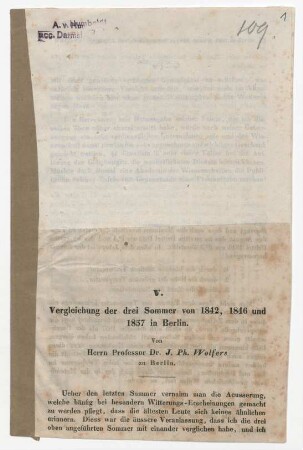 A. v. Humboldt
acc. Darmst
109.
1
V.
Vergleichung der drei Sommer von 1842, 1846 und
1857 in Berlin.
Von
Herrn Professor Dr. J. Ph. Wolfers
zu Berlin.
Ueber den letzten Sommer vernahm man die Aeusserung,
welche häufig bei besondern Witterungs-Erscheinungen gemacht
zu werden pflegt, dass die ältesten Leute sich keines ähnlichen
erinnern. Diess war die äussere Veranlassung, dass ich die drei
oben angeführten Sommer mit einander verglichen habe, und ich